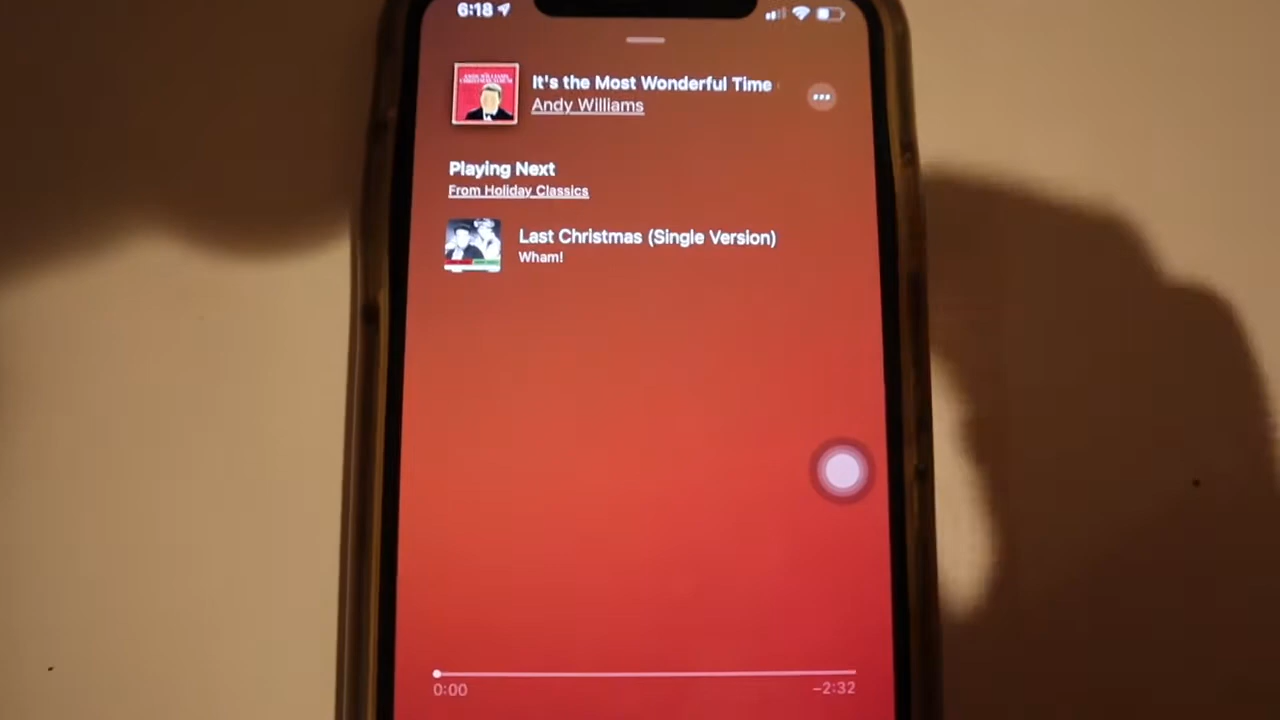 6:18
It's the Most Wonderful Time
Andy Williams
Playing Next
From Holiday Classics
Last Christmas (Single Version)
Wham!
0:00
-2:32